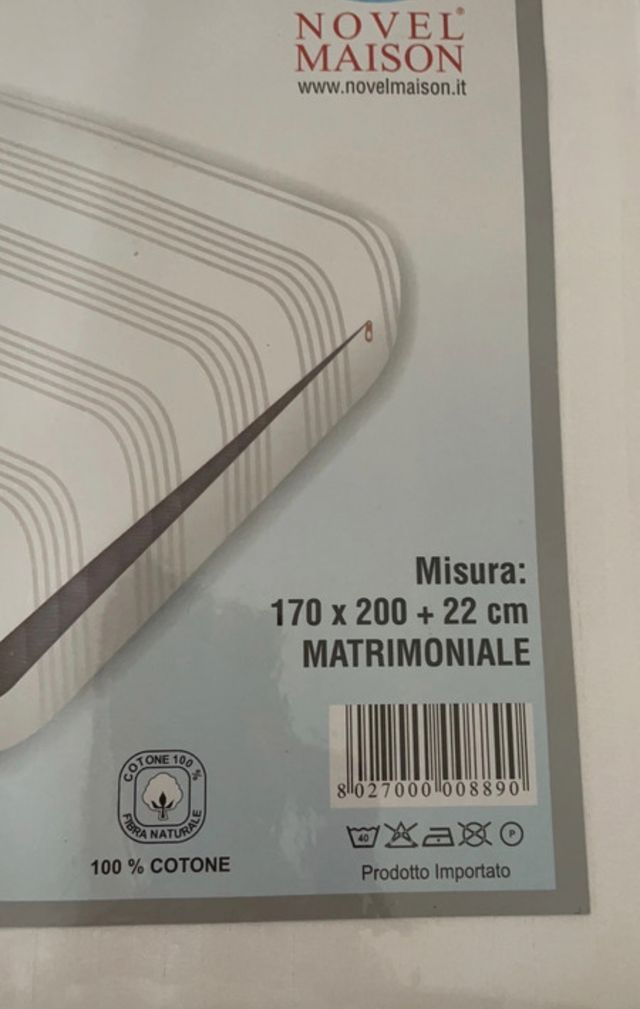 NOVEL®
MAISON
www.novelmaison.it
Misura:
170 x 200 + 22 cm
MATRIMONIALE
8 027000 008890
COTONE 100 %
FIBRA NATURALE
100 % COTONE
40
P
Prodotto Importato